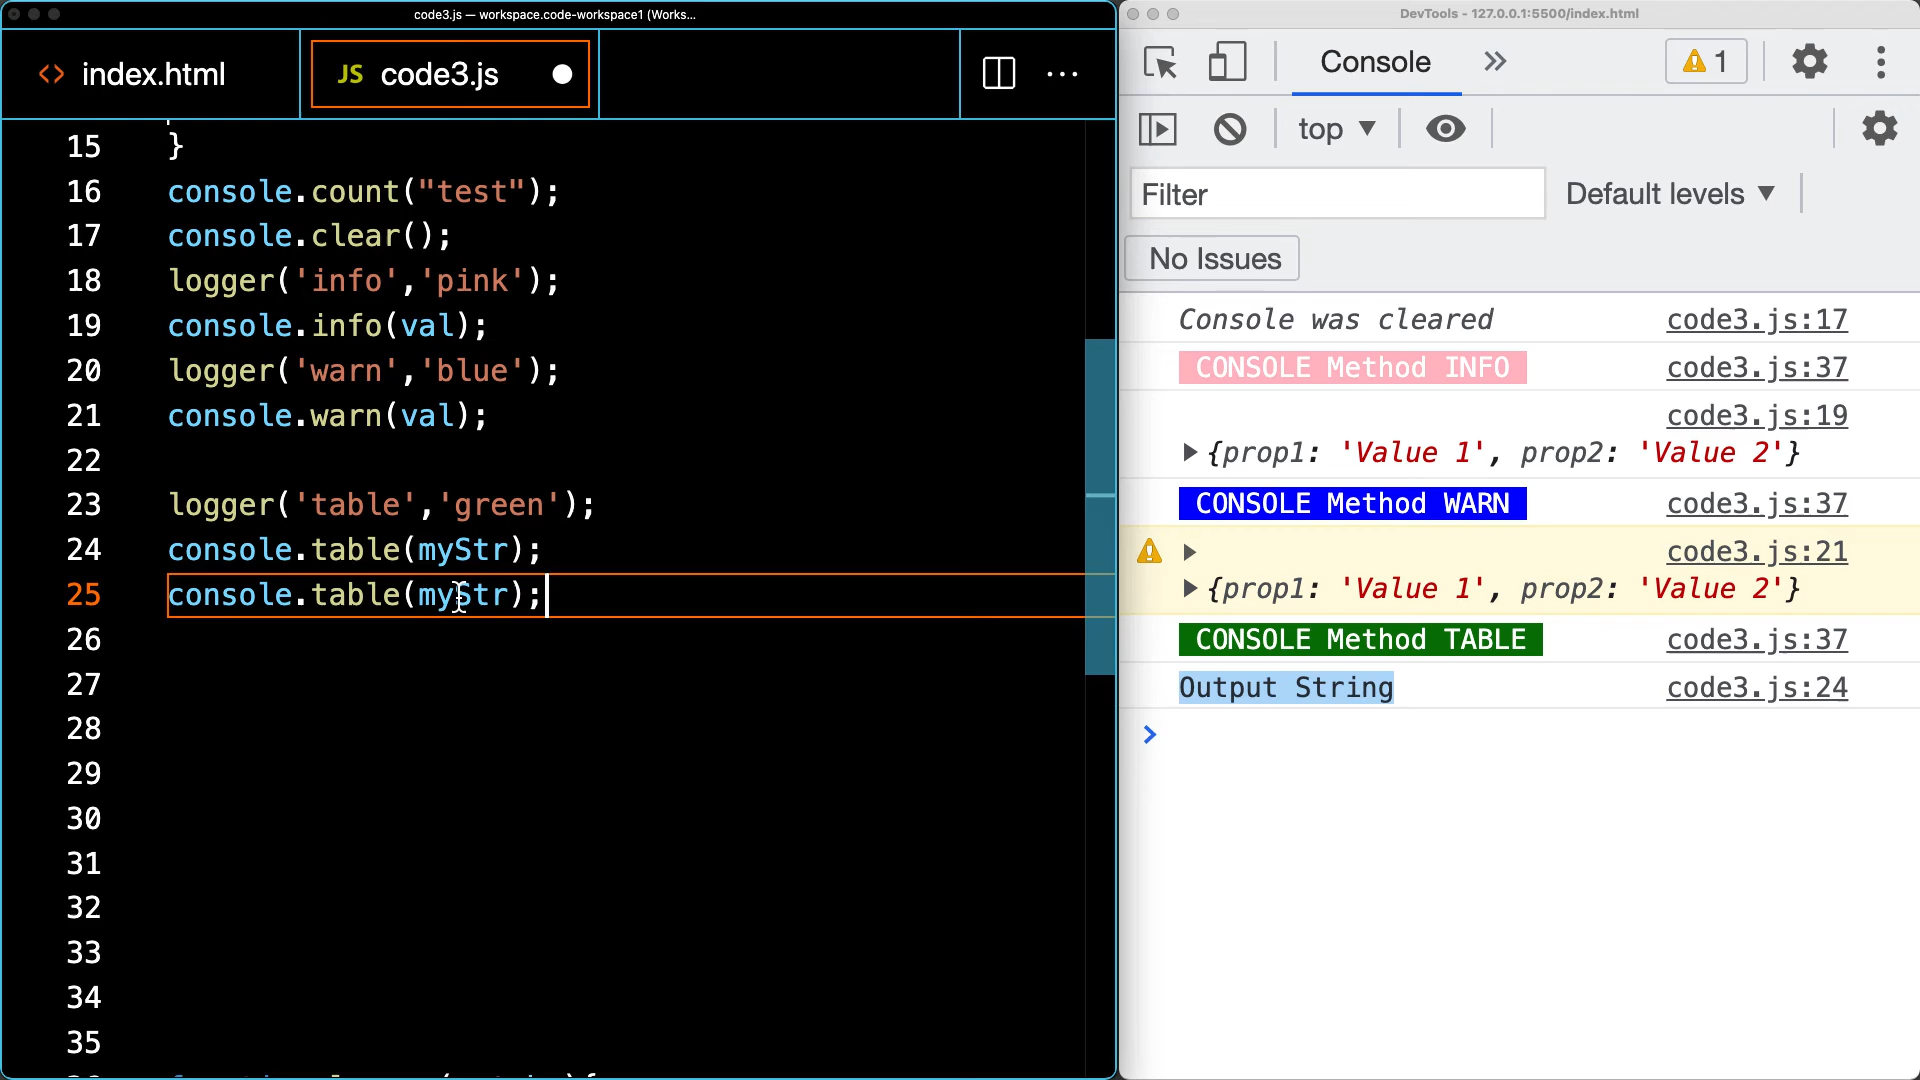 code3.js — workspace.code-workspace1 (Works...
index.html
JS code3.js
15 }
16 console.count("test");
17 console.clear();
18 logger('info','pink');
19 console.info(val);
20 logger('warn','blue');
21 console.warn(val);
22
23 logger('table','green');
24 console.table(myStr);
25 console.table(myStr);
26
27
28
29
30
31
32
33
34
35
DevTools - 127.0.0.1:5500/index.html
Console
1
top
Filter
Default levels
No Issues
Console was cleared code3.js:17
CONSOLE Method INFO code3.js:37
code3.js:19
{prop1: 'Value 1', prop2: 'Value 2'}
CONSOLE Method WARN code3.js:37
code3.js:21
{prop1: 'Value 1', prop2: 'Value 2'}
CONSOLE Method TABLE code3.js:37
Output String code3.js:24